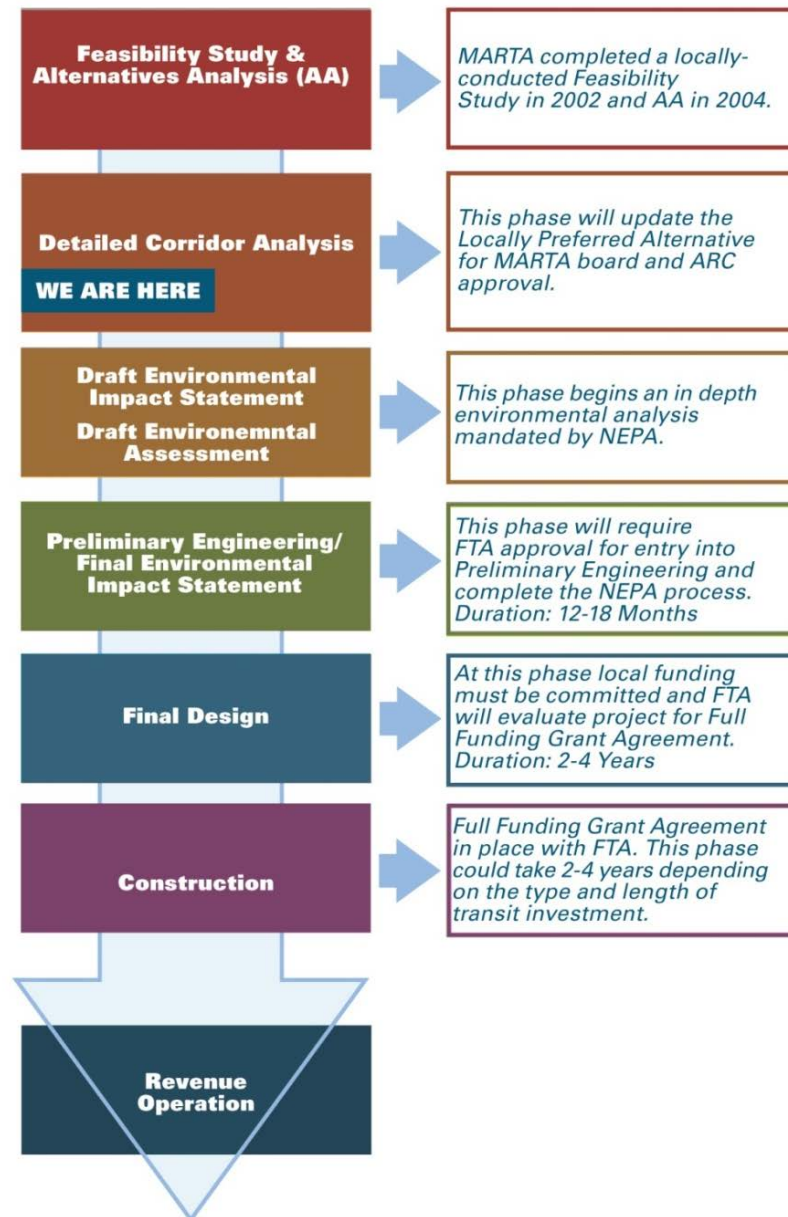 Feasibility Study &
Alternatives Analysis (AA)
MARTA completed a locally-
conducted Feasibility
Study in 2002 and AA in 2004.
Detailed Corridor Analysis
WE ARE HERE
This phase will update the
Locally Preferred Alternative
for MARTA board and ARC
approval.
Draft Environmental
Impact Statement
Draft Environemntal
Assessment
This phase begins an in depth
environmental analysis
mandated by NEPA.
Preliminary Engineering/
Final Environmental
Impact Statement
This phase will require
FTA approval for entry into
Preliminary Engineering and
complete the NEPA process.
Duration: 12-18 Months
Final Design
At this phase local funding
must be committed and FTA
will evaluate project for Full
Funding Grant Agreement.
Duration: 2-4 Years
Construction
Full Funding Grant Agreement
in place with FTA. This phase
could take 2-4 years depending
on the type and length of
transit investment.
Revenue
Operation